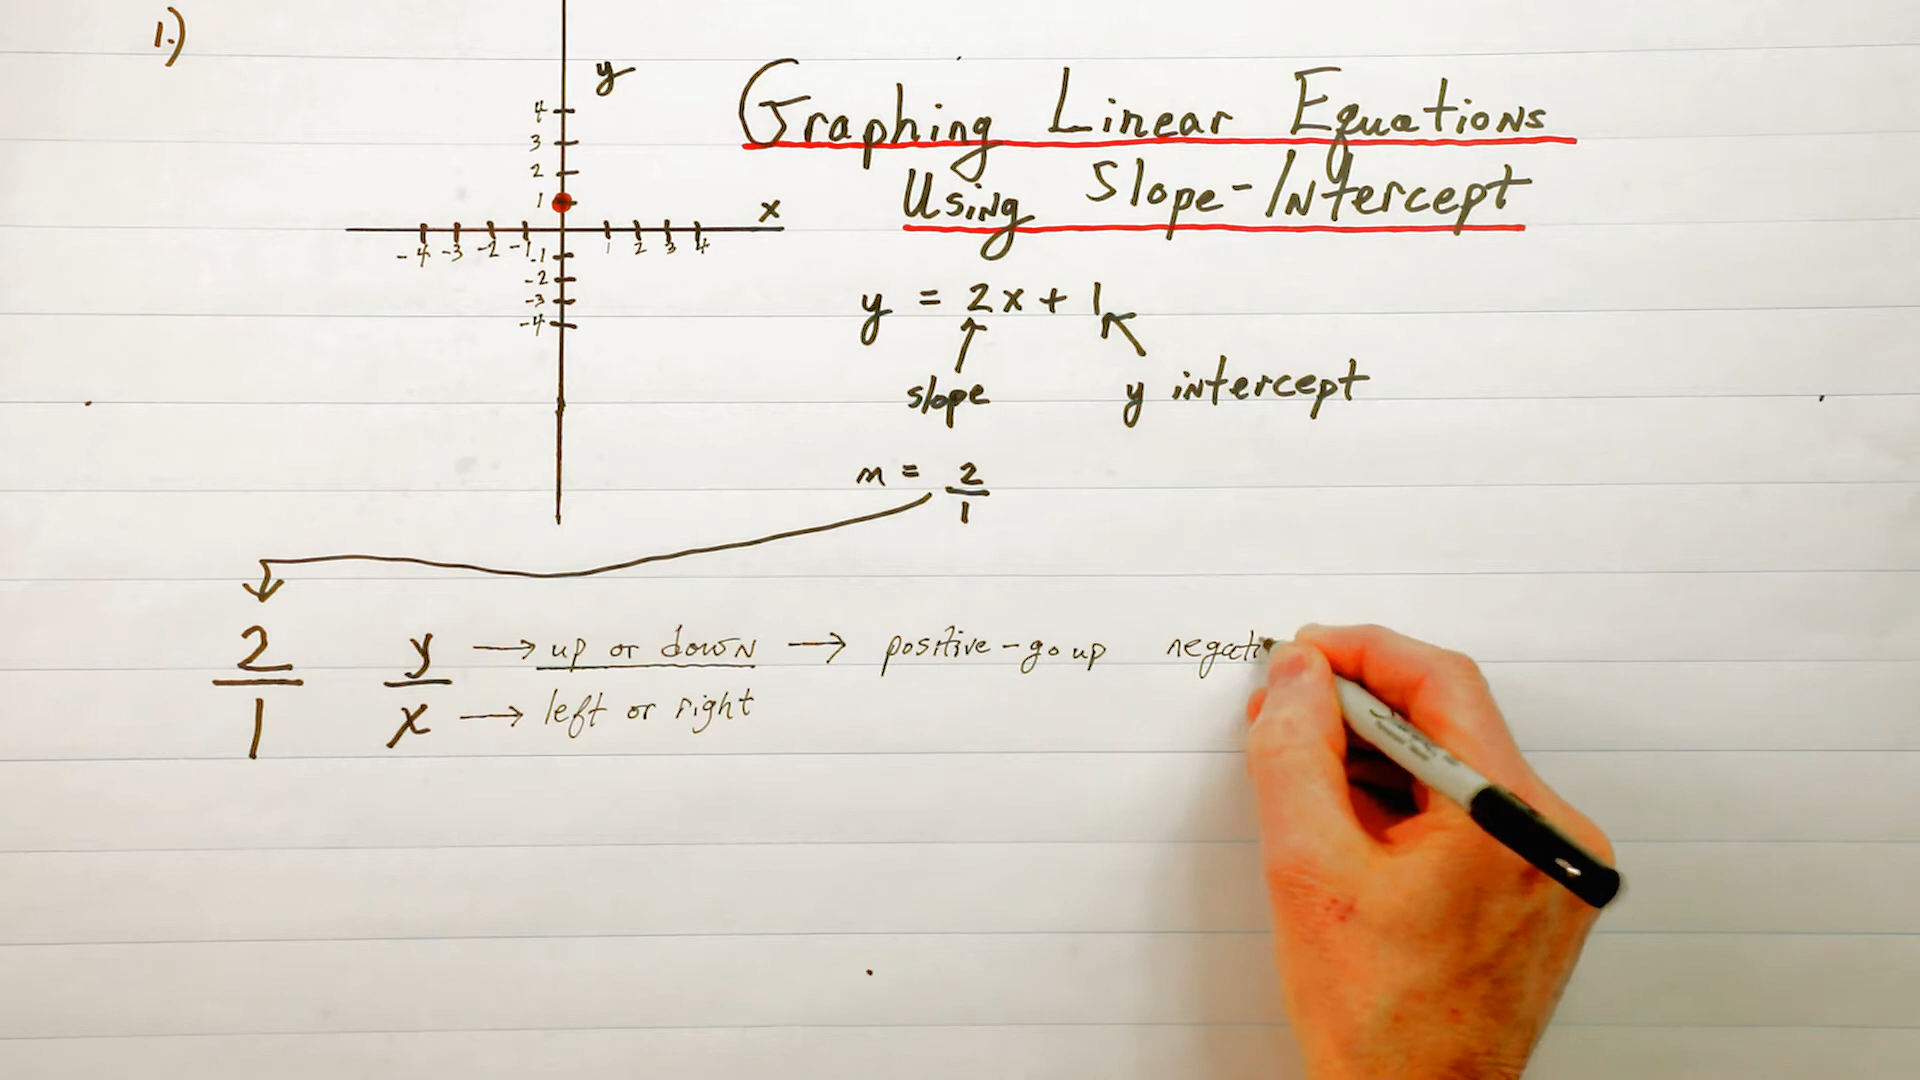 1.)
y
4
3
2
1
x
-4 -3 -2 -1 1 2 3 4
-1
-2
-3
-4
Graphing Linear Equations
Using Slope-Intercept
y = 2x + 1
slope
y intercept
m = 2/1
2/1
y → up or down → positive - go up negati
x → left or right